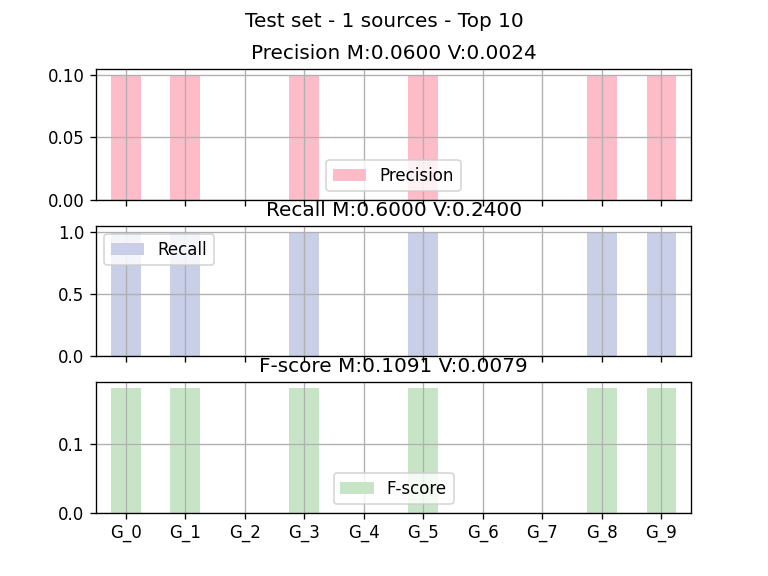 Test set - 1 sources - Top 10
Precision M:0.0600 V:0.0024
0.10
0.05
0.00
Precision
Recall M:0.6000 V:0.2400
1.0
0.5
0.0
Recall
F-score M:0.1091 V:0.0079
0.1
0.0
F-score
G_0 G_1 G_2 G_3 G_4 G_5 G_6 G_7 G_8 G_9